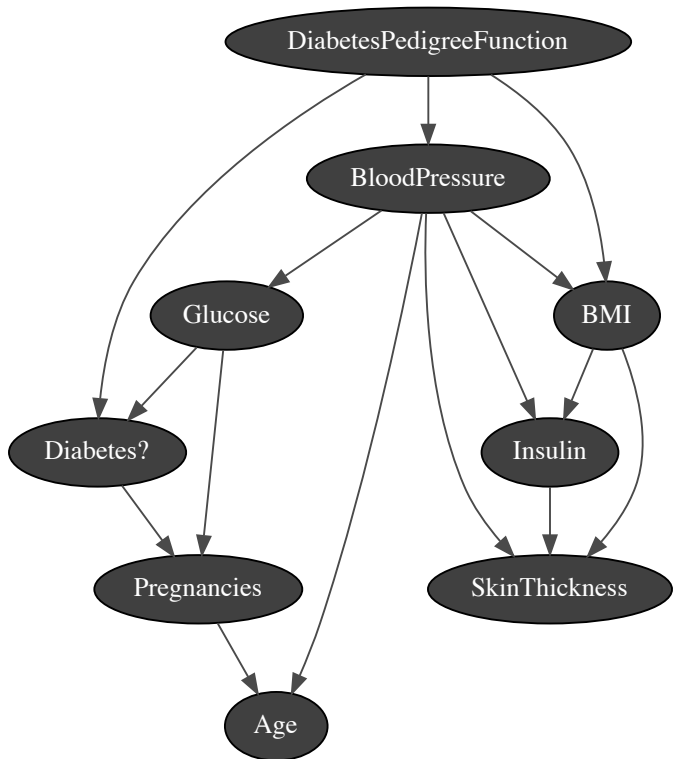 DiabetesPedigreeFunction
BloodPressure
Glucose
BMI
Diabetes?
Insulin
Pregnancies
SkinThickness
Age